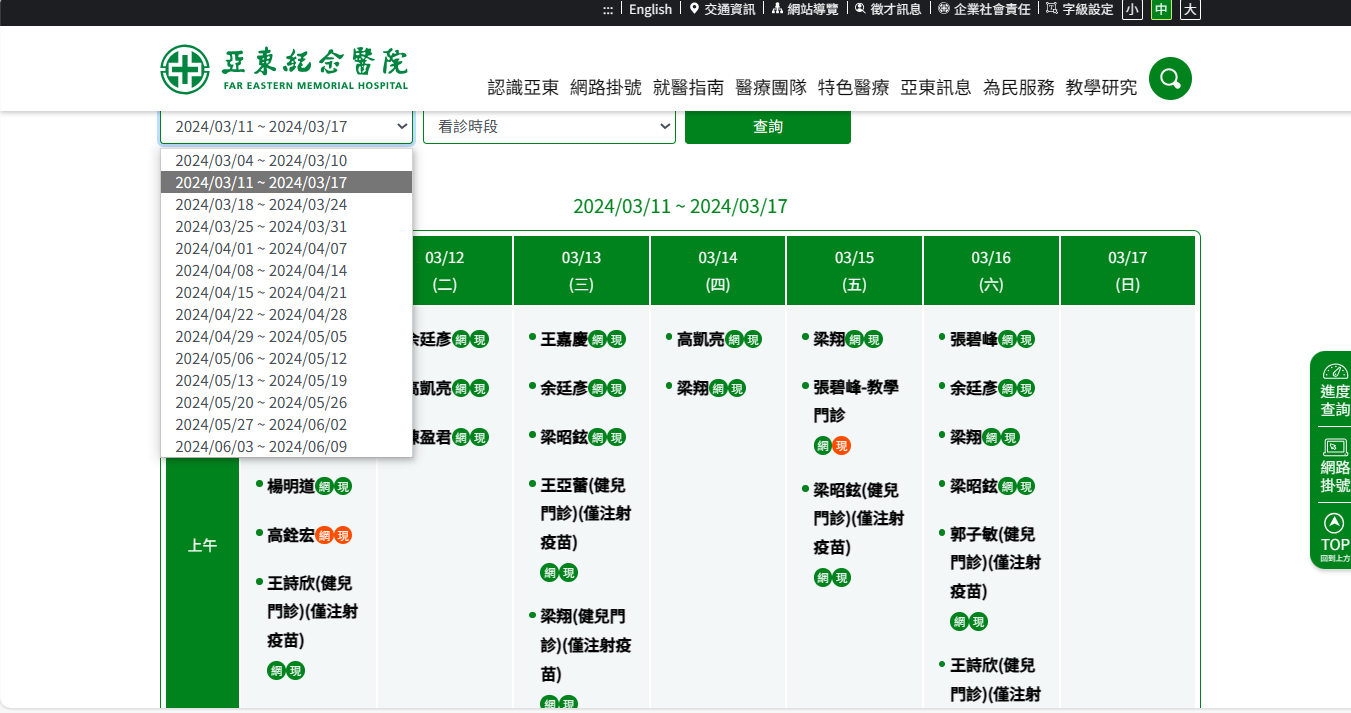 :::
English
交通資訊
網站導覽
徵才訊息
企業社會責任
字級設定
小
中
大
亞東紀念醫院
FAR EASTERN MEMORIAL HOSPITAL
認識亞東 網路掛號 就醫指南 醫療團隊 特色醫療 亞東訊息 為民服務 教學研究
2024/03/11 ~ 2024/03/17
看診時段
查詢
2024/03/04 ~ 2024/03/10
2024/03/11 ~ 2024/03/17
2024/03/18 ~ 2024/03/24
2024/03/25 ~ 2024/03/31
2024/04/01 ~ 2024/04/07
2024/04/08 ~ 2024/04/14
2024/04/15 ~ 2024/04/21
2024/04/22 ~ 2024/04/28
2024/04/29 ~ 2024/05/05
2024/05/06 ~ 2024/05/12
2024/05/13 ~ 2024/05/19
2024/05/20 ~ 2024/05/26
2024/05/27 ~ 2024/06/02
2024/06/03 ~ 2024/06/09
2024/03/11 ~ 2024/03/17
03/12
(二)
03/13
(三)
03/14
(四)
03/15
(五)
03/16
(六)
03/17
(日)
上午
楊明道網現
高銓宏網現
王詩欣(健兒
門診)(僅注射
疫苗)
網現
余廷彥網現
高凱亮網現
陳盈君網現
王嘉慶網現
余廷彥網現
梁昭鉉網現
王亞蕾(健兒
門診)(僅注射
疫苗)
網現
梁翔(健兒門
診)(僅注射疫
苗)
網現
高凱亮網現
梁翔網現
梁翔網現
張碧峰-教學
門診
網現
梁昭鉉(健兒
門診)(僅注射
疫苗)
網現
張碧峰網現
余廷彥網現
梁翔網現
梁昭鉉網現
郭子敏(健兒
門診)(僅注射
疫苗)
網現
王詩欣(健兒
門診)(僅注射
進度
查詢
網路
掛號
TOP
回到上方